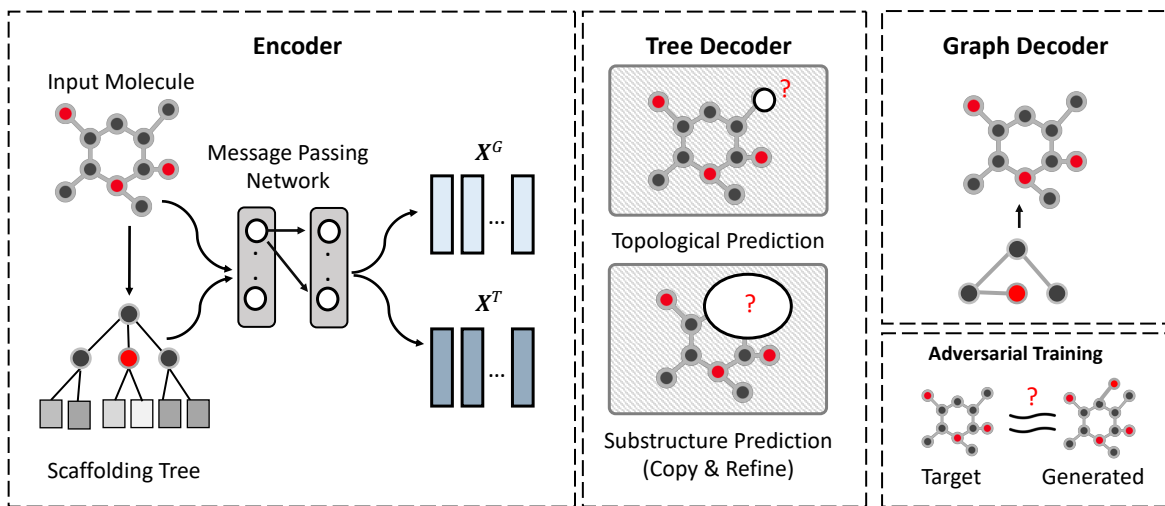 Encoder
Input Molecule
Message Passing
Network
X^G
...
X^T
...
Scaffolding Tree
Tree Decoder
?
Topological Prediction
?
Substructure Prediction
(Copy & Refine)
Graph Decoder
Adversarial Training
?
Target
Generated